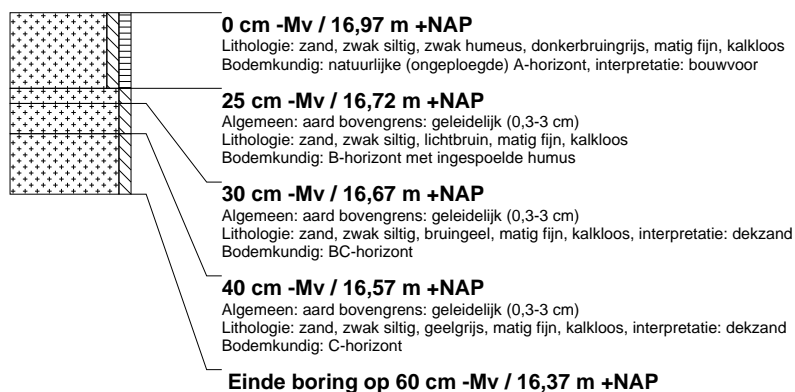 0 cm -Mv / 16,97 m +NAP
Lithologie: zand, zwak siltig, zwak humeus, donkerbruingrijs, matig fijn, kalkloos
Bodemkundig: natuurlijke (ongeploegde) A-horizont, interpretatie: bouwvoor
25 cm -Mv / 16,72 m +NAP
Algemeen: aard bovengrens: geleidelijk (0,3-3 cm)
Lithologie: zand, zwak siltig, lichtbruin, matig fijn, kalkloos
Bodemkundig: B-horizont met ingespoelde humus
30 cm -Mv / 16,67 m +NAP
Algemeen: aard bovengrens: geleidelijk (0,3-3 cm)
Lithologie: zand, zwak siltig, bruingeel, matig fijn, kalkloos, interpretatie: dekzand
Bodemkundig: BC-horizont
40 cm -Mv / 16,57 m +NAP
Algemeen: aard bovengrens: geleidelijk (0,3-3 cm)
Lithologie: zand, zwak siltig, geelgrijs, matig fijn, kalkloos, interpretatie: dekzand
Bodemkundig: C-horizont
Einde boring op 60 cm -Mv / 16,37 m +NAP